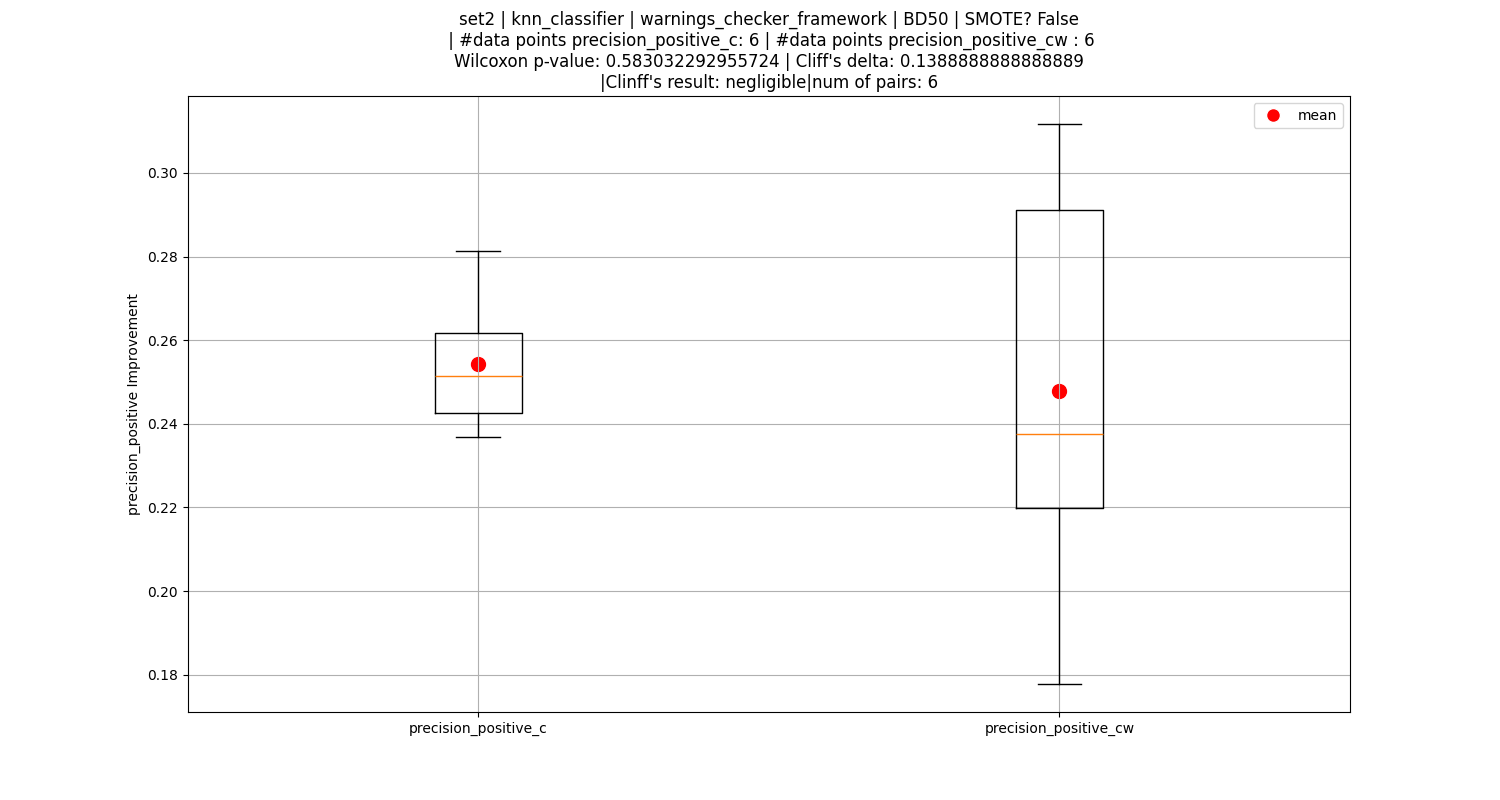 set2 | knn_classifier | warnings_checker_framework | BD50 | SMOTE? False
| #data points precision_positive_c: 6 | #data points precision_positive_cw : 6
Wilcoxon p-value: 0.583032292955724 | Cliff's delta: 0.1388888888888889
|Clinff's result: negligible|num of pairs: 6
mean
0.30
0.28
0.26
0.24
0.22
0.20
0.18
precision_positive Improvement
precision_positive_c
precision_positive_cw